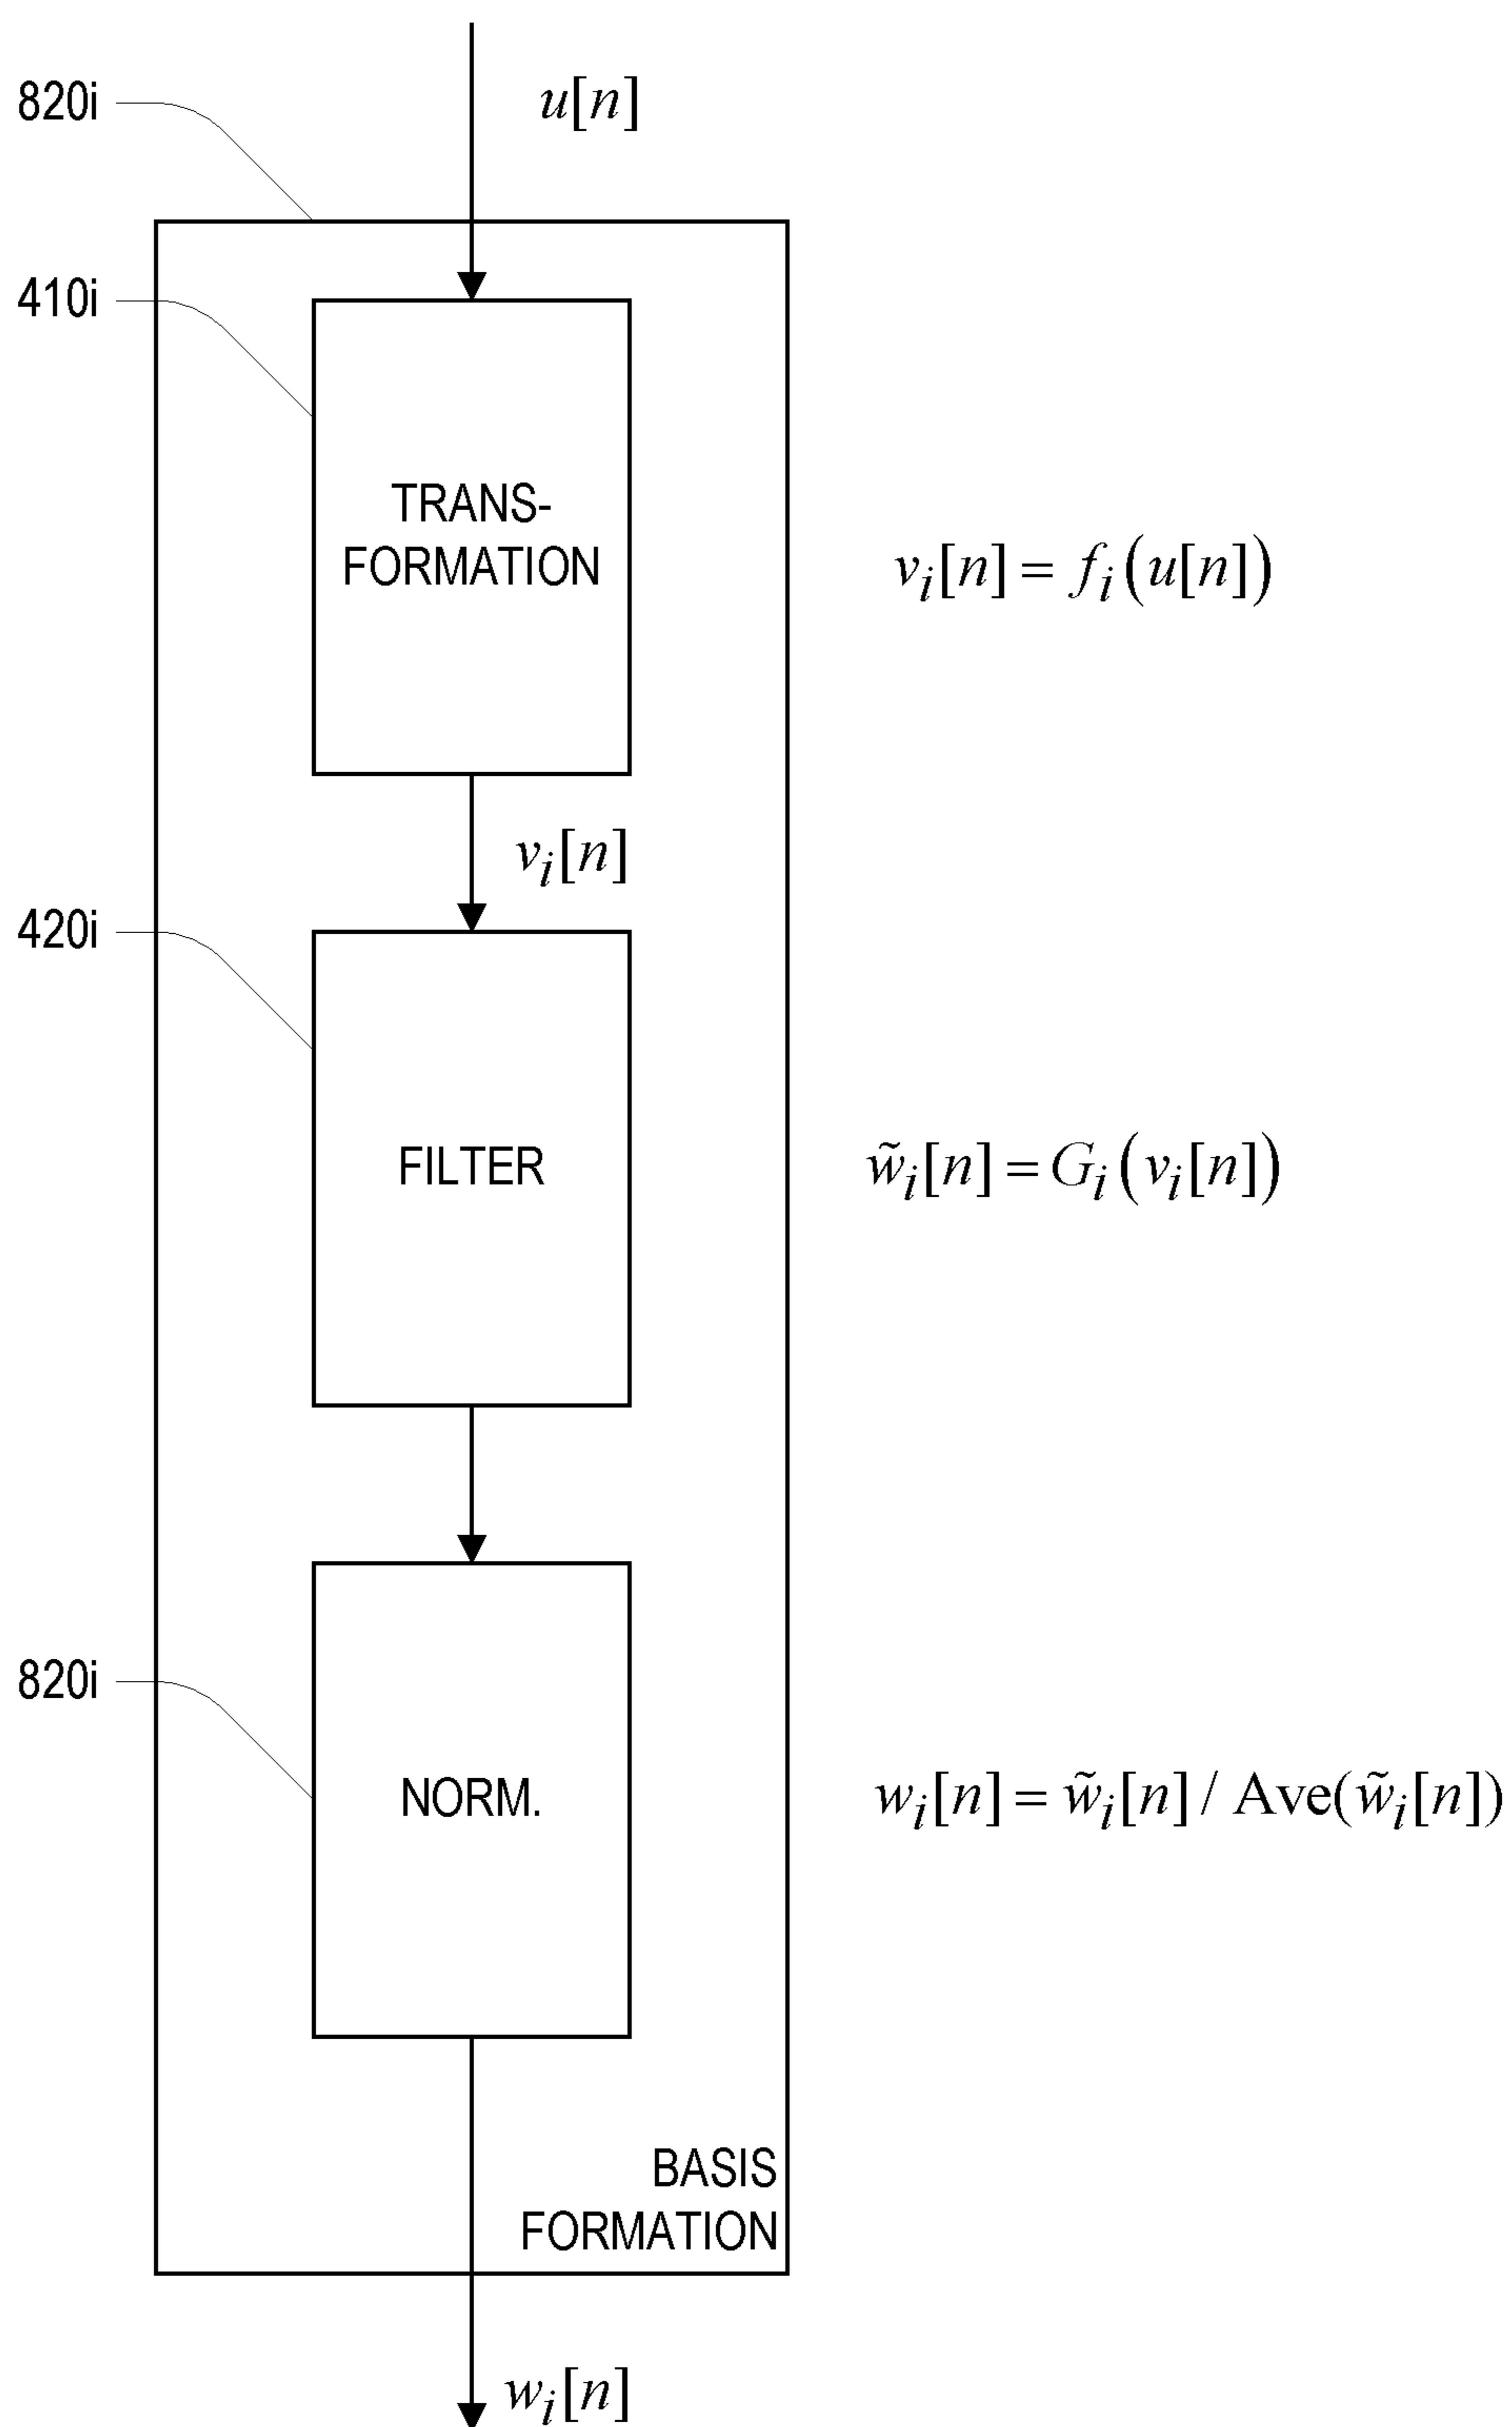 820i
u[n]
410i
TRANS-
FORMATION
v_i[n] = f_i(u[n])
v_i[n]
420i
FILTER
w̃_i[n] = G_i(v_i[n])
820i
NORM.
w_i[n] = w̃_i[n] / Ave(w̃_i[n])
BASIS
FORMATION
w_i[n]